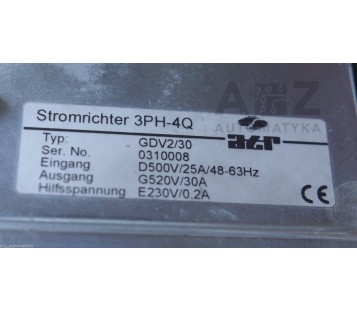 AHZ
AUTOMATYKA
Stromrichter 3PH-4Q
Typ: GDV2/30
Ser. No. 0310008
Eingang D500V/25A/48-63Hz
Ausgang G520V/30A
Hilfsspannung E230V/0,2A
CE